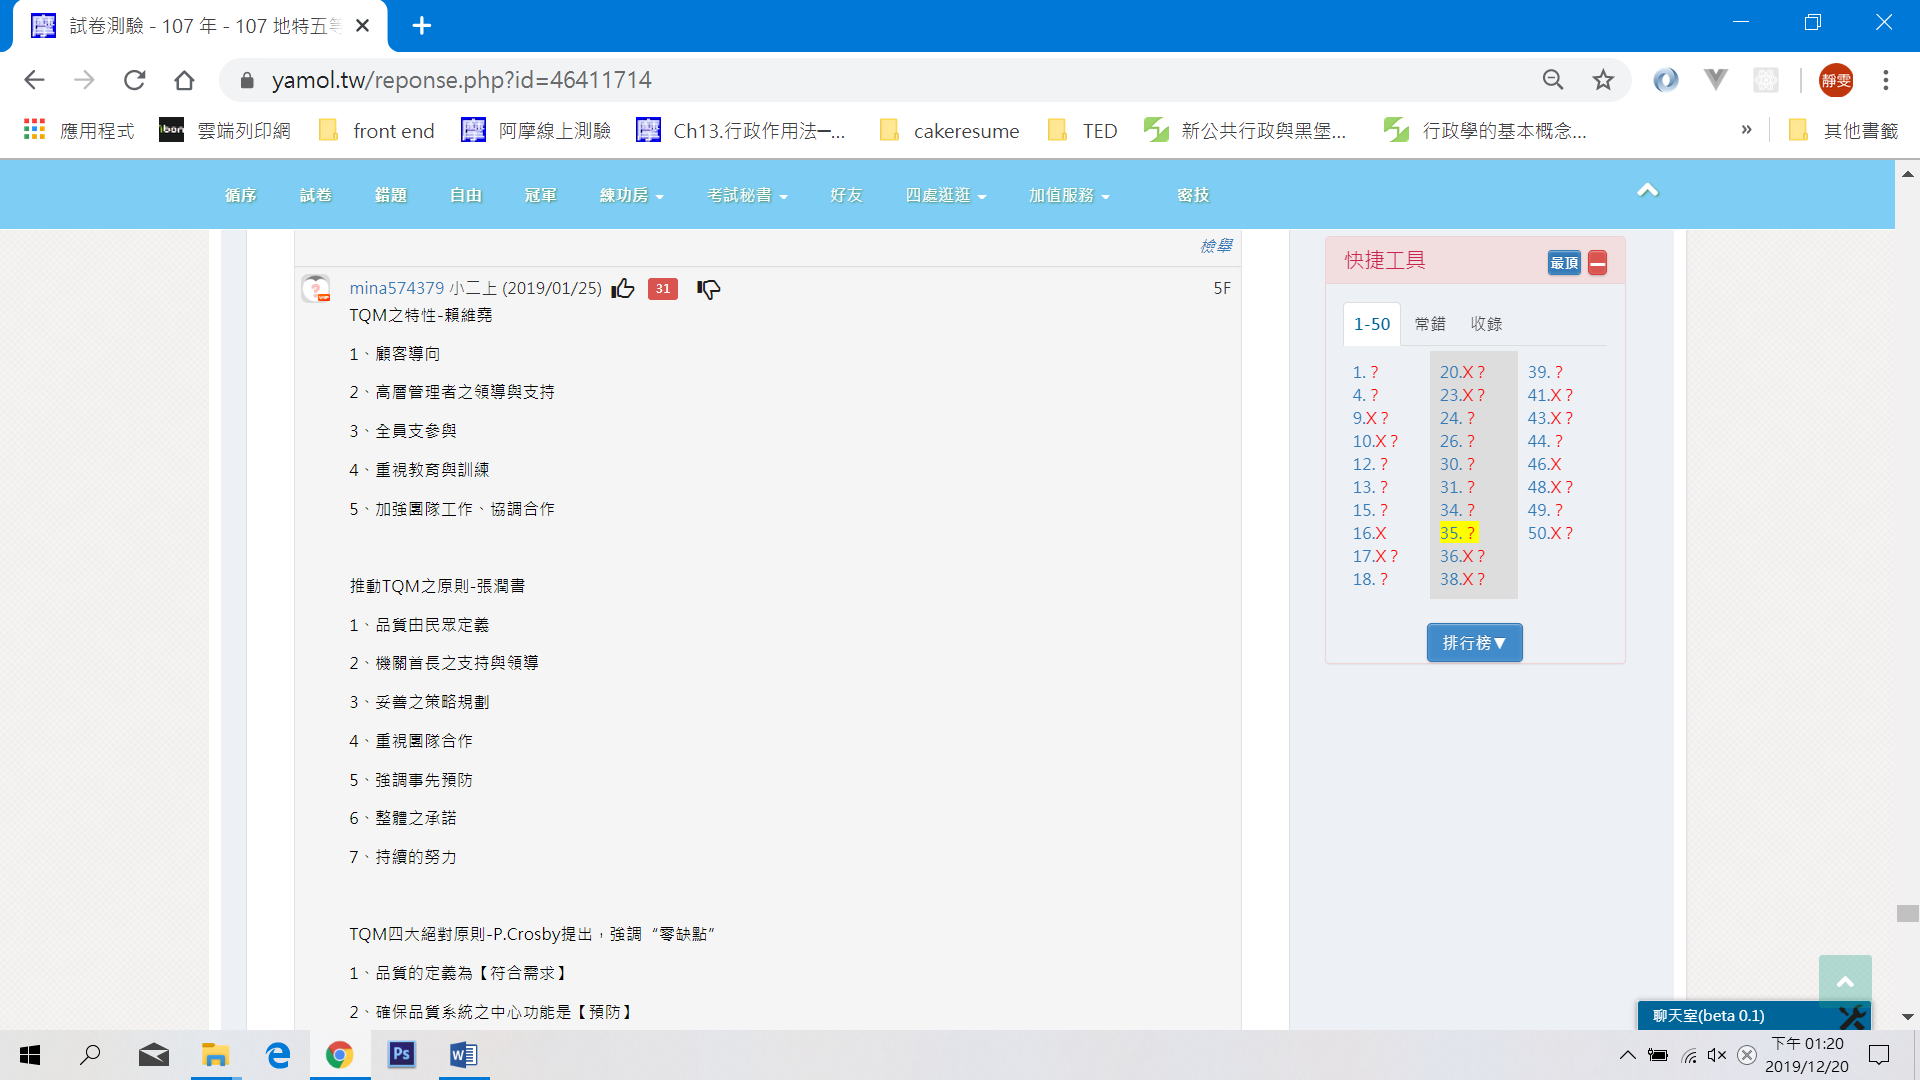 試卷測驗 - 107 年 - 107 地特五
yamol.tw/reponse.php?id=46411714
靜雯
應用程式
ibon
雲端列印網
front end
阿摩線上測驗
Ch13.行政作用法—...
cakeresume
TED
新公共行政與黑堡...
行政學的基本概念...
»
其他書籤
循序 試卷 錯題 自由 冠軍 練功房 考試秘書 好友 四處逛逛 加值服務 密技
檢舉
mina574379 小二上 (2019/01/25) 31 5F
TQM之特性-賴維堯
1、顧客導向
2、高層管理者之領導與支持
3、全員支參與
4、重視教育與訓練
5、加強團隊工作、協調合作
推動TQM之原則-張潤書
1、品質由民眾定義
2、機關首長之支持與領導
3、妥善之策略規劃
4、重視團隊合作
5、強調事先預防
6、整體之承諾
7、持續的努力
TQM四大絕對原則-P.Crosby提出，強調“零缺點”
1、品質的定義為【符合需求】
2、確保品質系統之中心功能是【預防】
快捷工具 最頂
1-50 常錯 收錄
1. ? 20.X ? 39. ?
4. ? 23.X ? 41.X ?
9.X ? 24. ? 43.X ?
10.X ? 26. ? 44. ?
12. ? 30. ? 46.X
13. ? 31. ? 48.X ?
15. ? 34. ? 49. ?
16.X 35. ? 50.X ?
17.X ? 36.X ?
18. ? 38.X ?
排行榜▼
聊天室(beta 0.1)
Ps
下午 01:20
2019/12/20